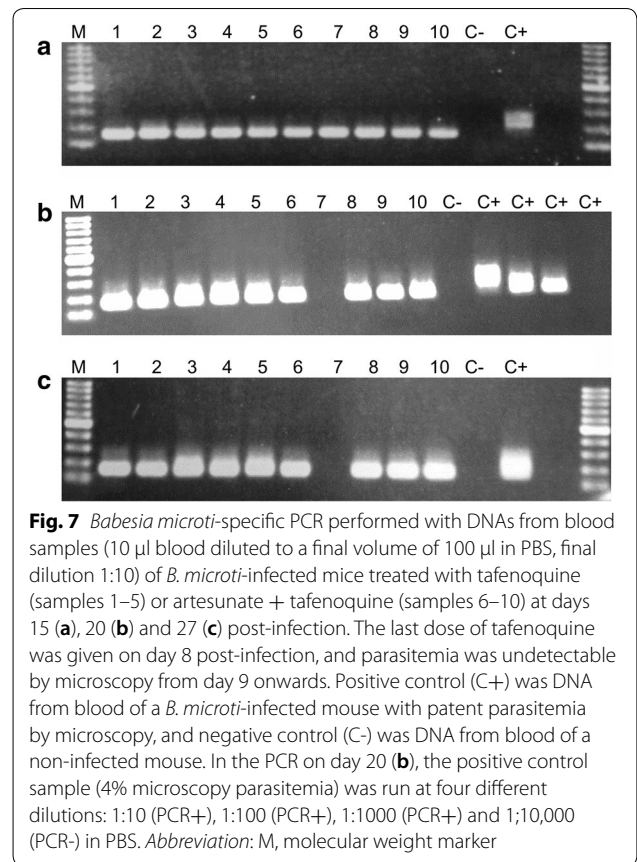 M 1 2 3 4 5 6 7 8 9 10 C- C+
a
M 1 2 3 4 5 6 7 8 9 10 C- C+ C+ C+ C+
b
M 1 2 3 4 5 6 7 8 9 10 C- C+
c
Fig. 7 Babesia microti-specific PCR performed with DNAs from blood
samples (10 µl blood diluted to a final volume of 100 µl in PBS, final
dilution 1:10) of B. microti-infected mice treated with tafenoquine
(samples 1–5) or artesunate + tafenoquine (samples 6–10) at days
15 (a), 20 (b) and 27 (c) post-infection. The last dose of tafenoquine
was given on day 8 post-infection, and parasitemia was undetectable
by microscopy from day 9 onwards. Positive control (C+) was DNA
from blood of a B. microti-infected mouse with patent parasitemia
by microscopy, and negative control (C-) was DNA from blood of a
non-infected mouse. In the PCR on day 20 (b), the positive control
sample (4% microscopy parasitemia) was run at four different
dilutions: 1:10 (PCR+), 1:100 (PCR+), 1:1000 (PCR+) and 1;10,000
(PCR-) in PBS. Abbreviation: M, molecular weight marker